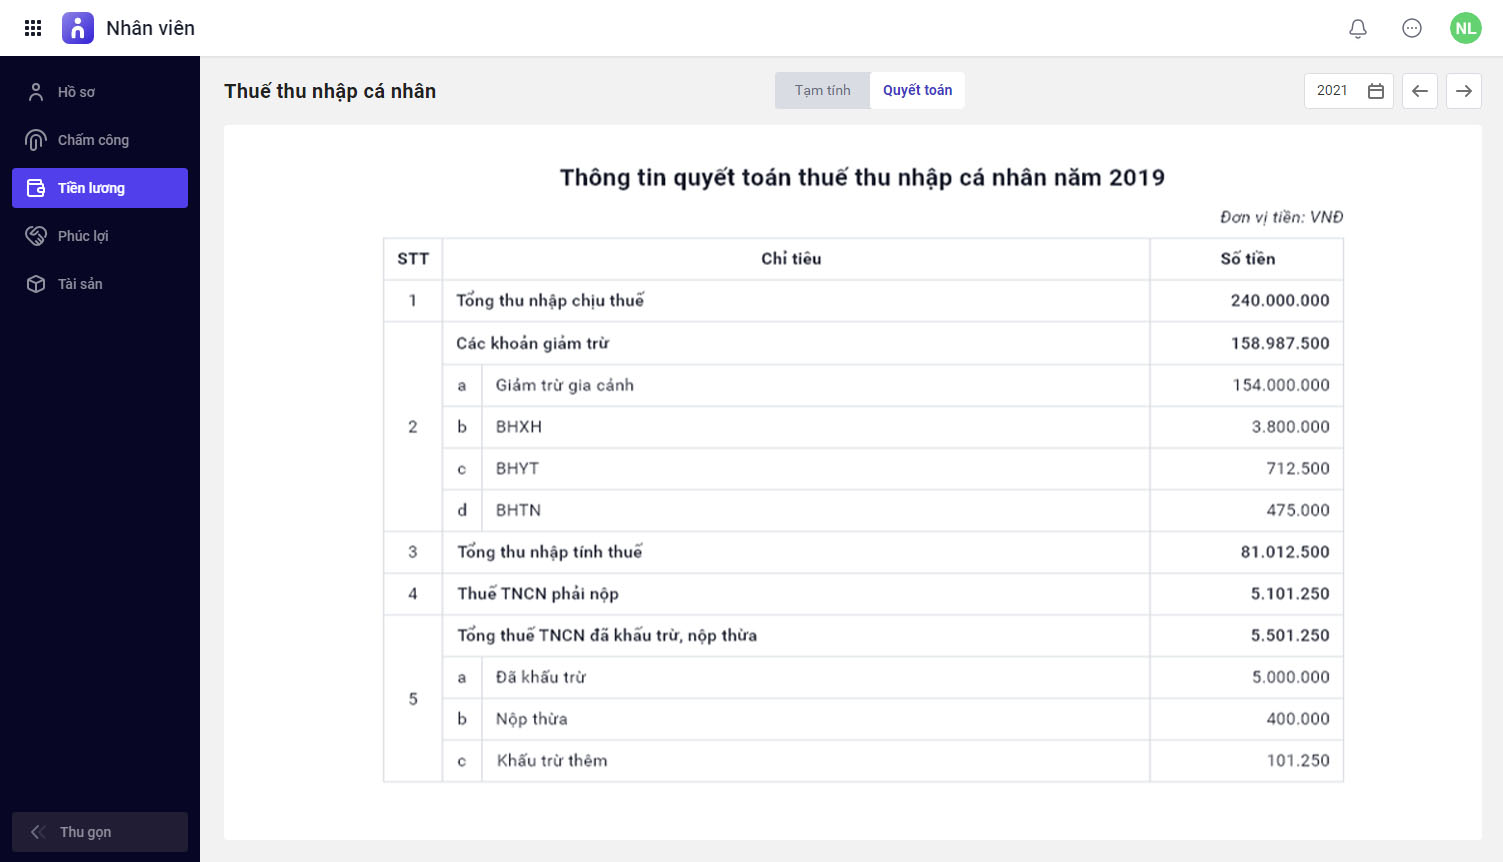 Nhân viên
NL
Hồ sơ
Chấm công
Tiền lương
Phúc lợi
Tài sản
Thu gọn
Thuế thu nhập cá nhân
Tạm tính
Quyết toán
2021
Thông tin quyết toán thuế thu nhập cá nhân năm 2019
Đơn vị tiền: VNĐ
STT Chỉ tiêu Số tiền
1 Tổng thu nhập chịu thuế 240.000.000
Các khoản giảm trừ 158.987.500
a Giảm trừ gia cảnh 154.000.000
2 b BHXH 3.800.000
c BHYT 712.500
d BHTN 475.000
3 Tổng thu nhập tính thuế 81.012.500
4 Thuế TNCN phải nộp 5.101.250
Tổng thuế TNCN đã khấu trừ, nộp thừa 5.501.250
a Đã khấu trừ 5.000.000
5
b Nộp thừa 400.000
c Khấu trừ thêm 101.250